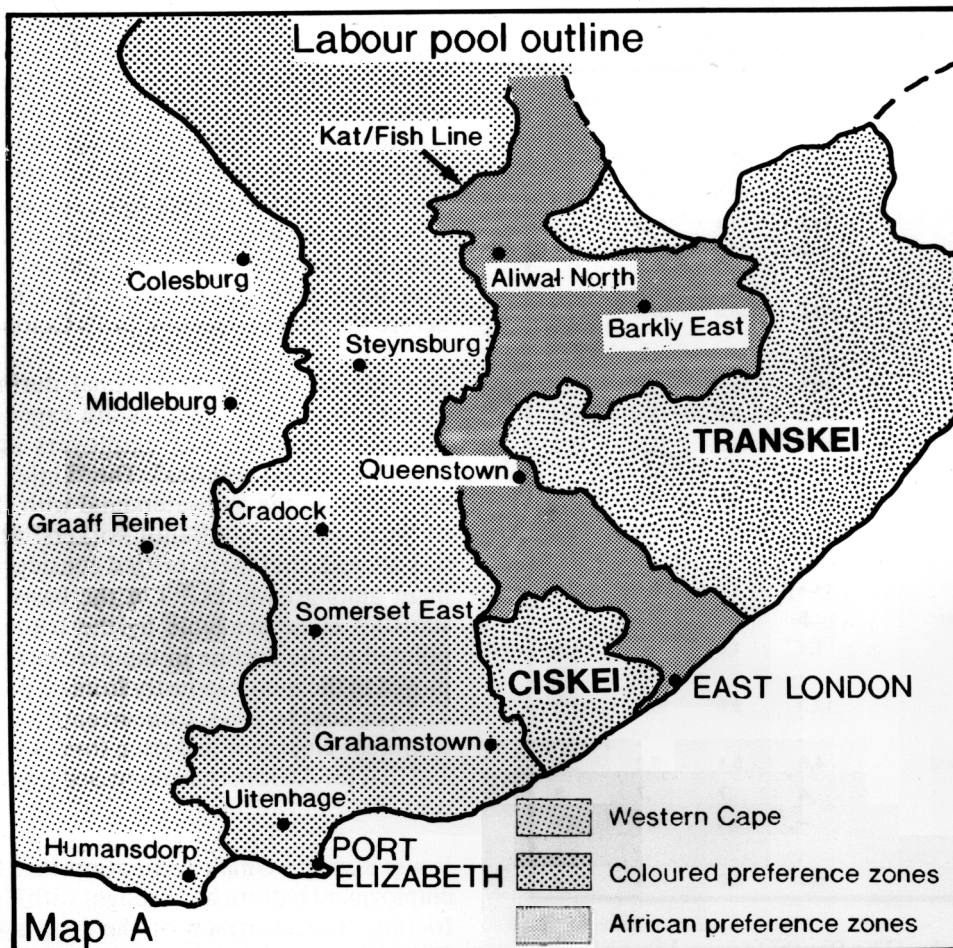 Labour pool outline
Kat/Fish Line
Colesburg
Aliwal North
Barkly East
Steynsburg
Middleburg
TRANSKEI
Queenstown
Graaff Reinet
Cradock
Somerset East
CISKEI
EAST LONDON
Grahamstown
Uitenhage
Western Cape
Humansdorp
PORT
ELIZABETH
Coloured preference zones
Map A
African preference zones